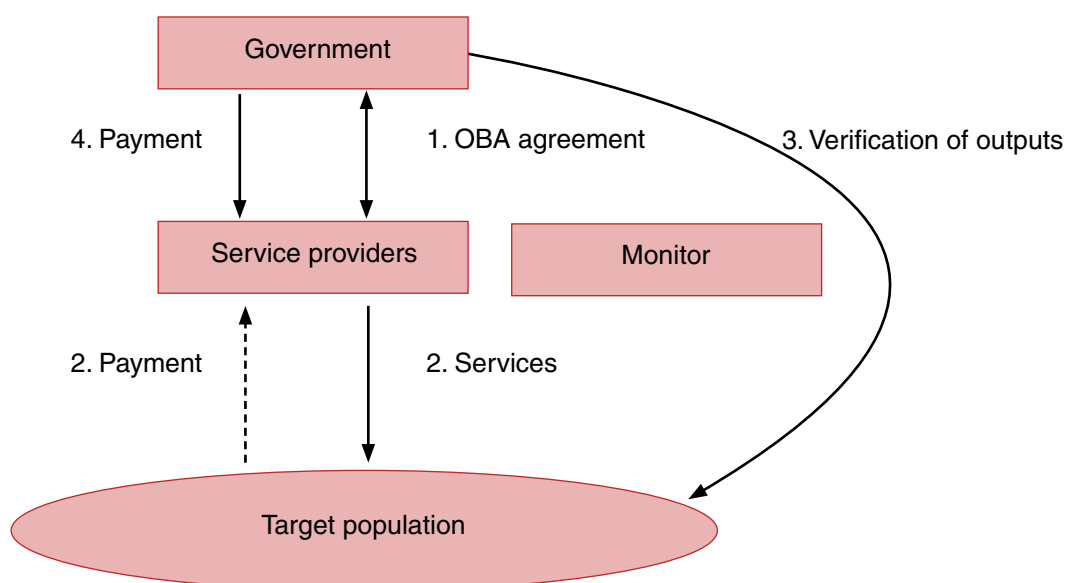 Government
4. Payment
1. OBA agreement
3. Verification of outputs
Service providers
Monitor
2. Payment
2. Services
Target population